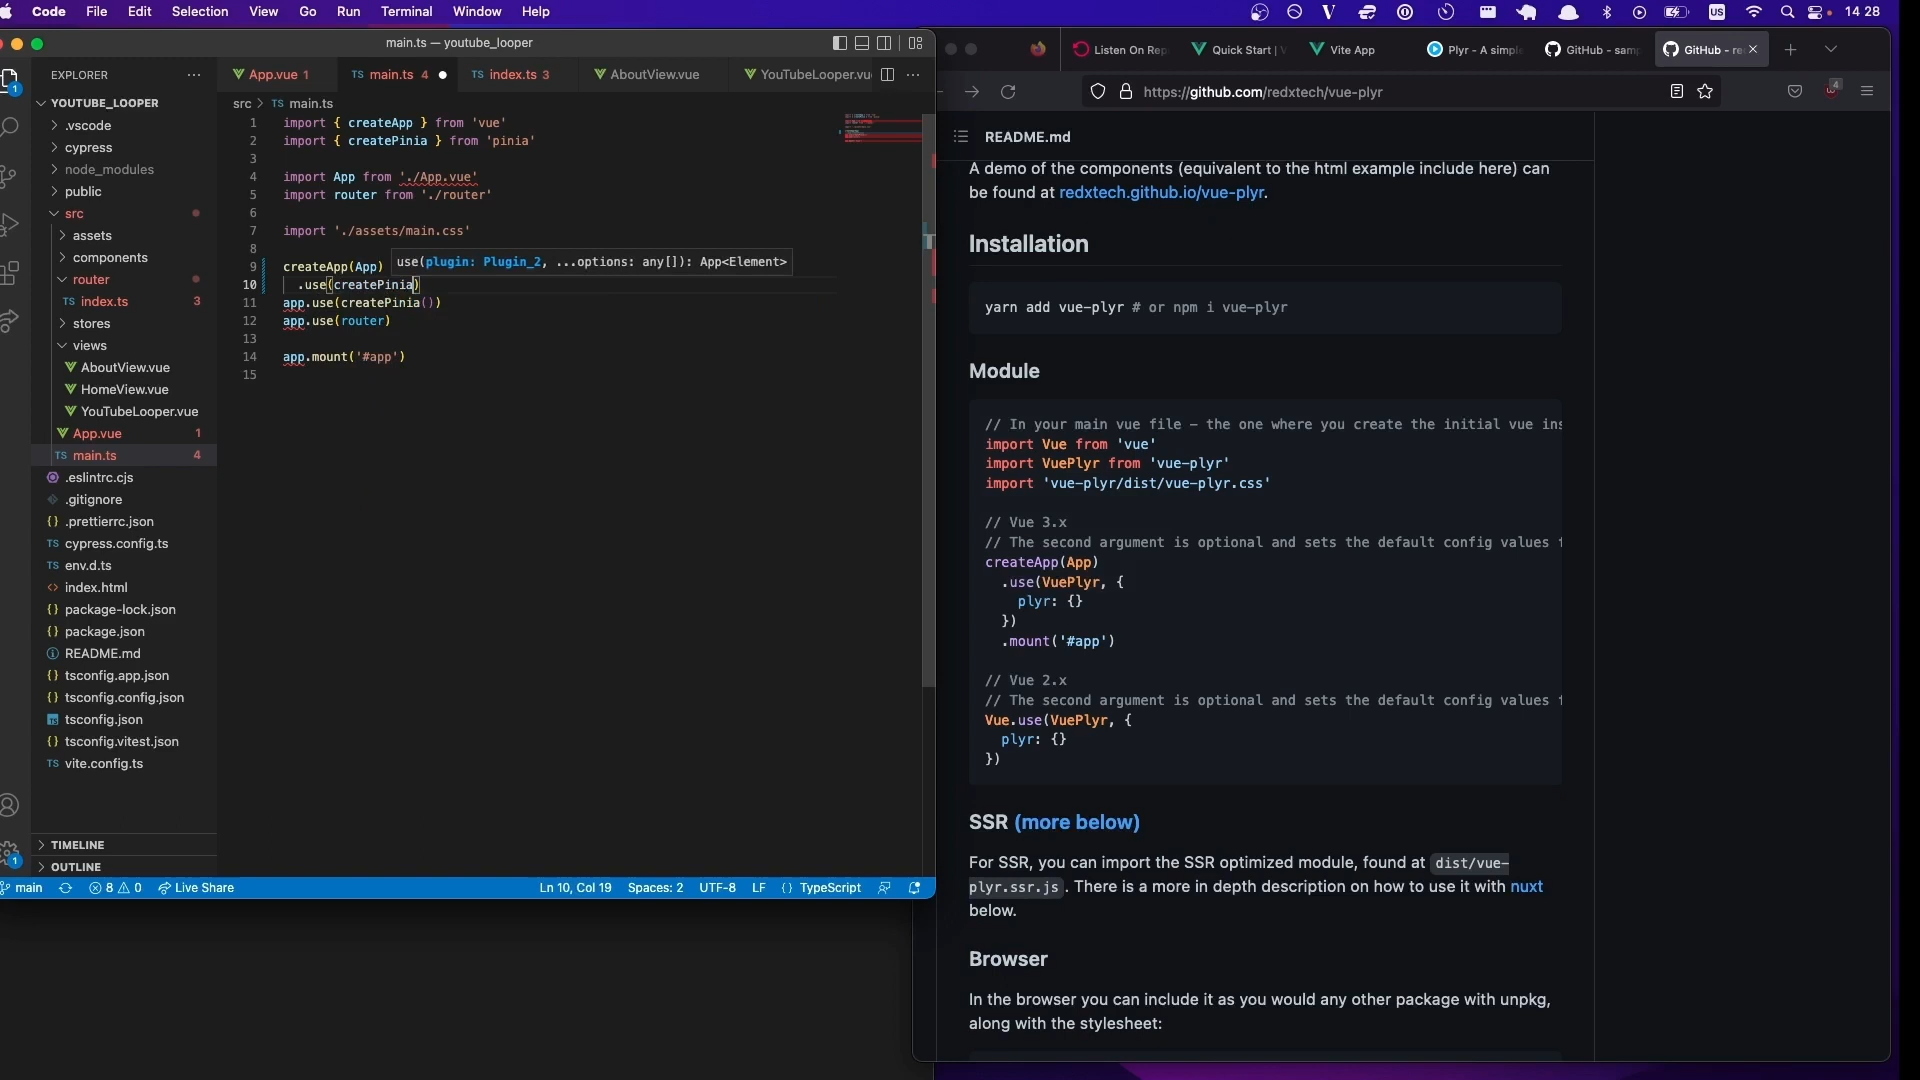 Code File Edit Selection View Go Run Terminal Window Help
US 14 28
main.ts — youtube_looper
EXPLORER
App.vue 1
main.ts 4
index.ts 3
AboutView.vue
YouTubeLooper.vu
YOUTUBE_LOOPER
src > TS main.ts
.vscode
cypress
node_modules
public
src
assets
components
router
TS index.ts 3
stores
views
AboutView.vue
HomeView.vue
YouTubeLooper.vue
App.vue 1
TS main.ts 4
.eslintrc.cjs
.gitignore
{} .prettierrc.json
TS cypress.config.ts
TS env.d.ts
<> index.html
{} package-lock.json
{} package.json
README.md
{} tsconfig.app.json
{} tsconfig.config.json
tsconfig.json
{} tsconfig.vitest.json
TS vite.config.ts
TIMELINE
OUTLINE
1 import { createApp } from 'vue'
2 import { createPinia } from 'pinia'
3
4 import App from './App.vue'
5 import router from './router'
6
7 import './assets/main.css'
8
use(plugin: Plugin_2, ...options: any[]): App<Element>
9 createApp(App)
10 .use(createPinia)
11 app.use(createPinia())
12 app.use(router)
13
14 app.mount('#app')
15
main 8 0 Live Share Ln 10, Col 19 Spaces: 2 UTF-8 LF {} TypeScript
Listen On Rep
Quick Start | V
Vite App
Plyr - A simple
GitHub - sam
GitHub - re
https://github.com/redxtech/vue-plyr
4
README.md
A demo of the components (equivalent to the html example include here) can
be found at redxtech.github.io/vue-plyr.
Installation
yarn add vue-plyr # or npm i vue-plyr
Module
// In your main vue file – the one where you create the initial vue ins
import Vue from 'vue'
import VuePlyr from 'vue-plyr'
import 'vue-plyr/dist/vue-plyr.css'
// Vue 3.x
// The second argument is optional and sets the default config values f
createApp(App)
.use(VuePlyr, {
plyr: {}
})
.mount('#app')
// Vue 2.x
// The second argument is optional and sets the default config values f
Vue.use(VuePlyr, {
plyr: {}
})
SSR (more below)
For SSR, you can import the SSR optimized module, found at dist/vue-
plyr.ssr.js. There is a more in depth description on how to use it with nuxt
below.
Browser
In the browser you can include it as you would any other package with unpkg,
along with the stylesheet: